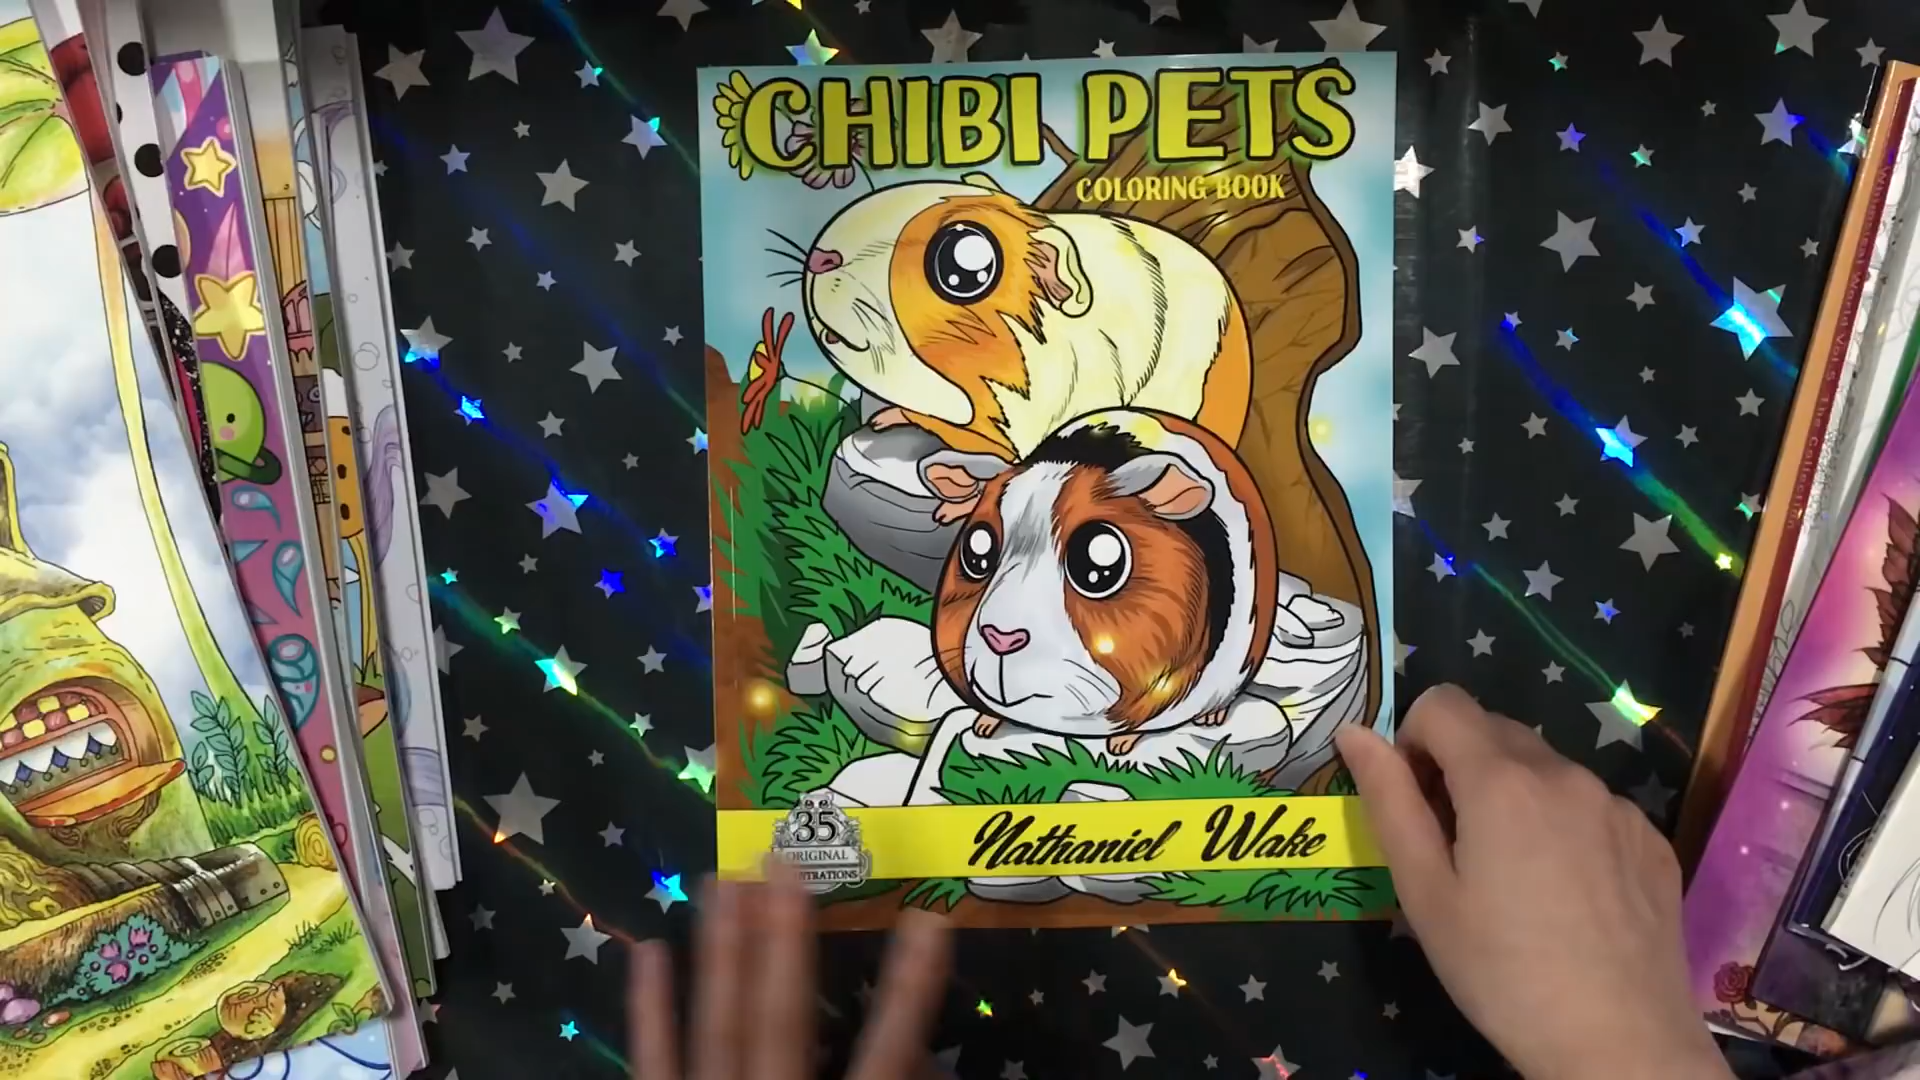 CHIBI PETS
COLORING BOOK
35
ORIGINAL
Nathaniel Wake